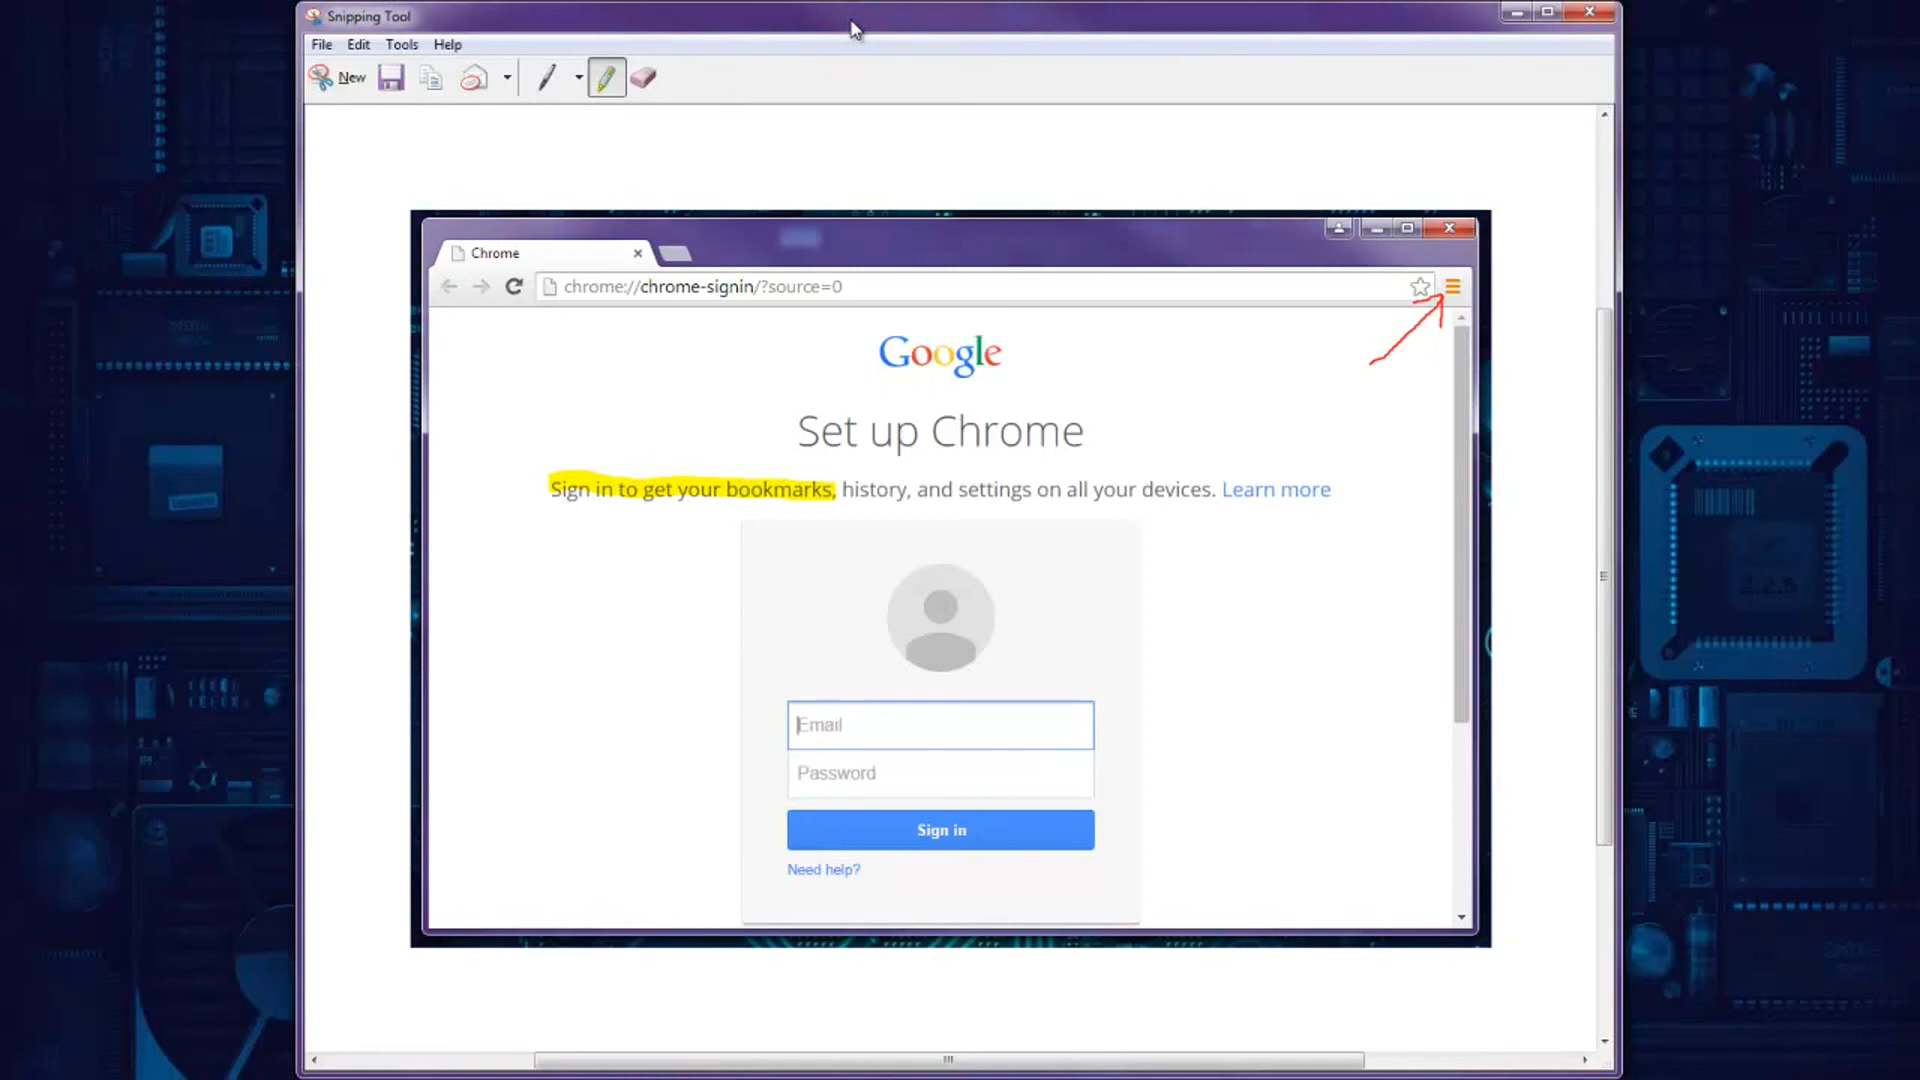 Snipping Tool
File Edit Tools Help
New
Chrome
chrome://chrome-signin/?source=0
Google
Set up Chrome
Sign in to get your bookmarks, history, and settings on all your devices. Learn more
Email
Password
Sign in
Need help?